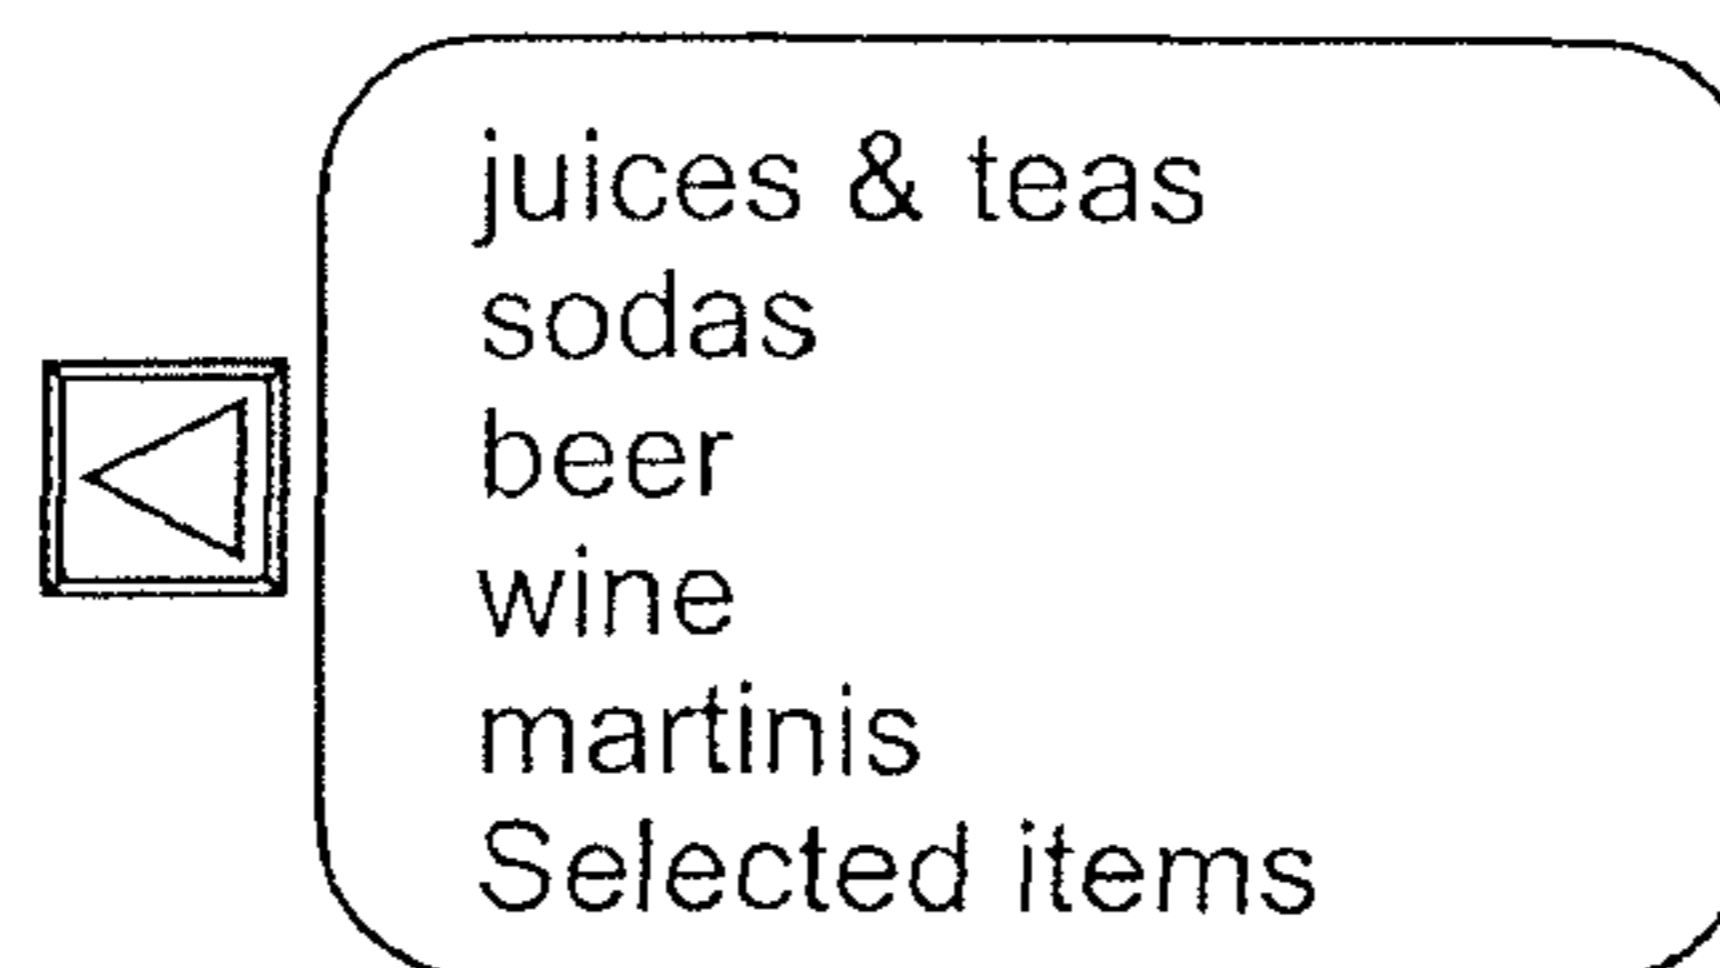 juices & teas
sodas
beer
wine
martinis
Selected items